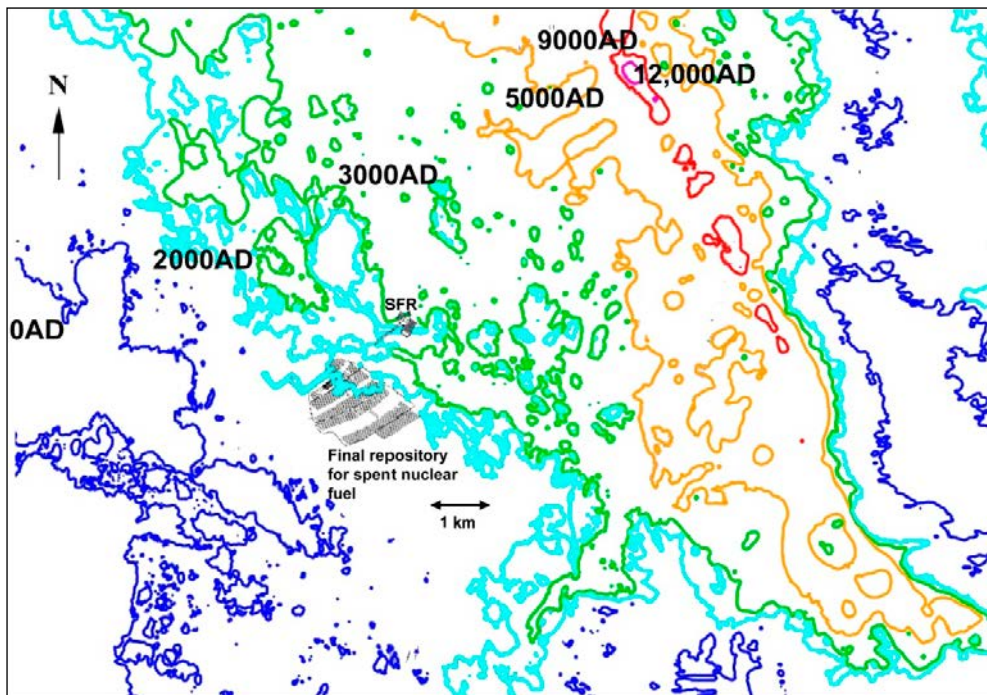 9000AD
12,000AD
N
5000AD
3000AD
2000AD
SFR
0AD
Final repository
for spent nuclear
fuel
1 km